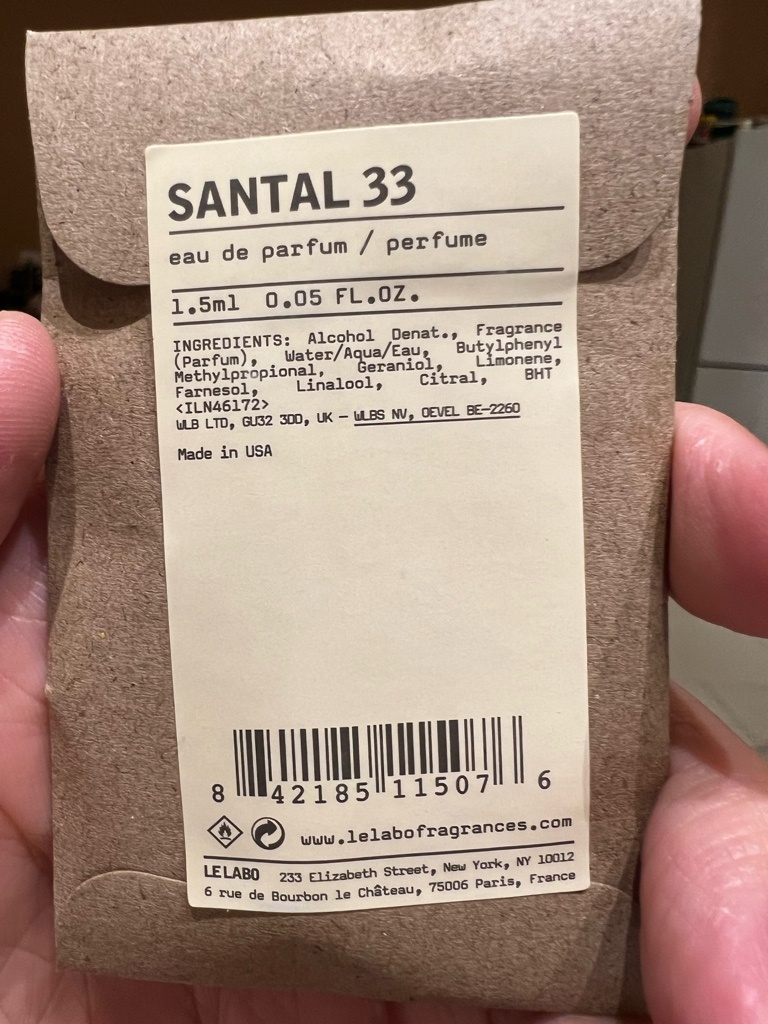 SANTAL 33
eau de parfum / perfume
1.5ml 0.05 FL.OZ.
INGREDIENTS: Alcohol Denat., Fragrance
(Parfum), Water/Aqua/Eau, Butylphenyl
Methylpropional, Geraniol, Limonene,
Farnesol, Linalool, Citral, BHT
<ILN46172>
WLB LTD, GU32 3DD, UK – WLBS NV, OEVEL BE-2260
Made in USA
8 42185 11507 6
www.lelabofragrances.com
LE LABO 233 Elizabeth Street, New York, NY 10012
6 rue de Bourbon le Château, 75006 Paris, France